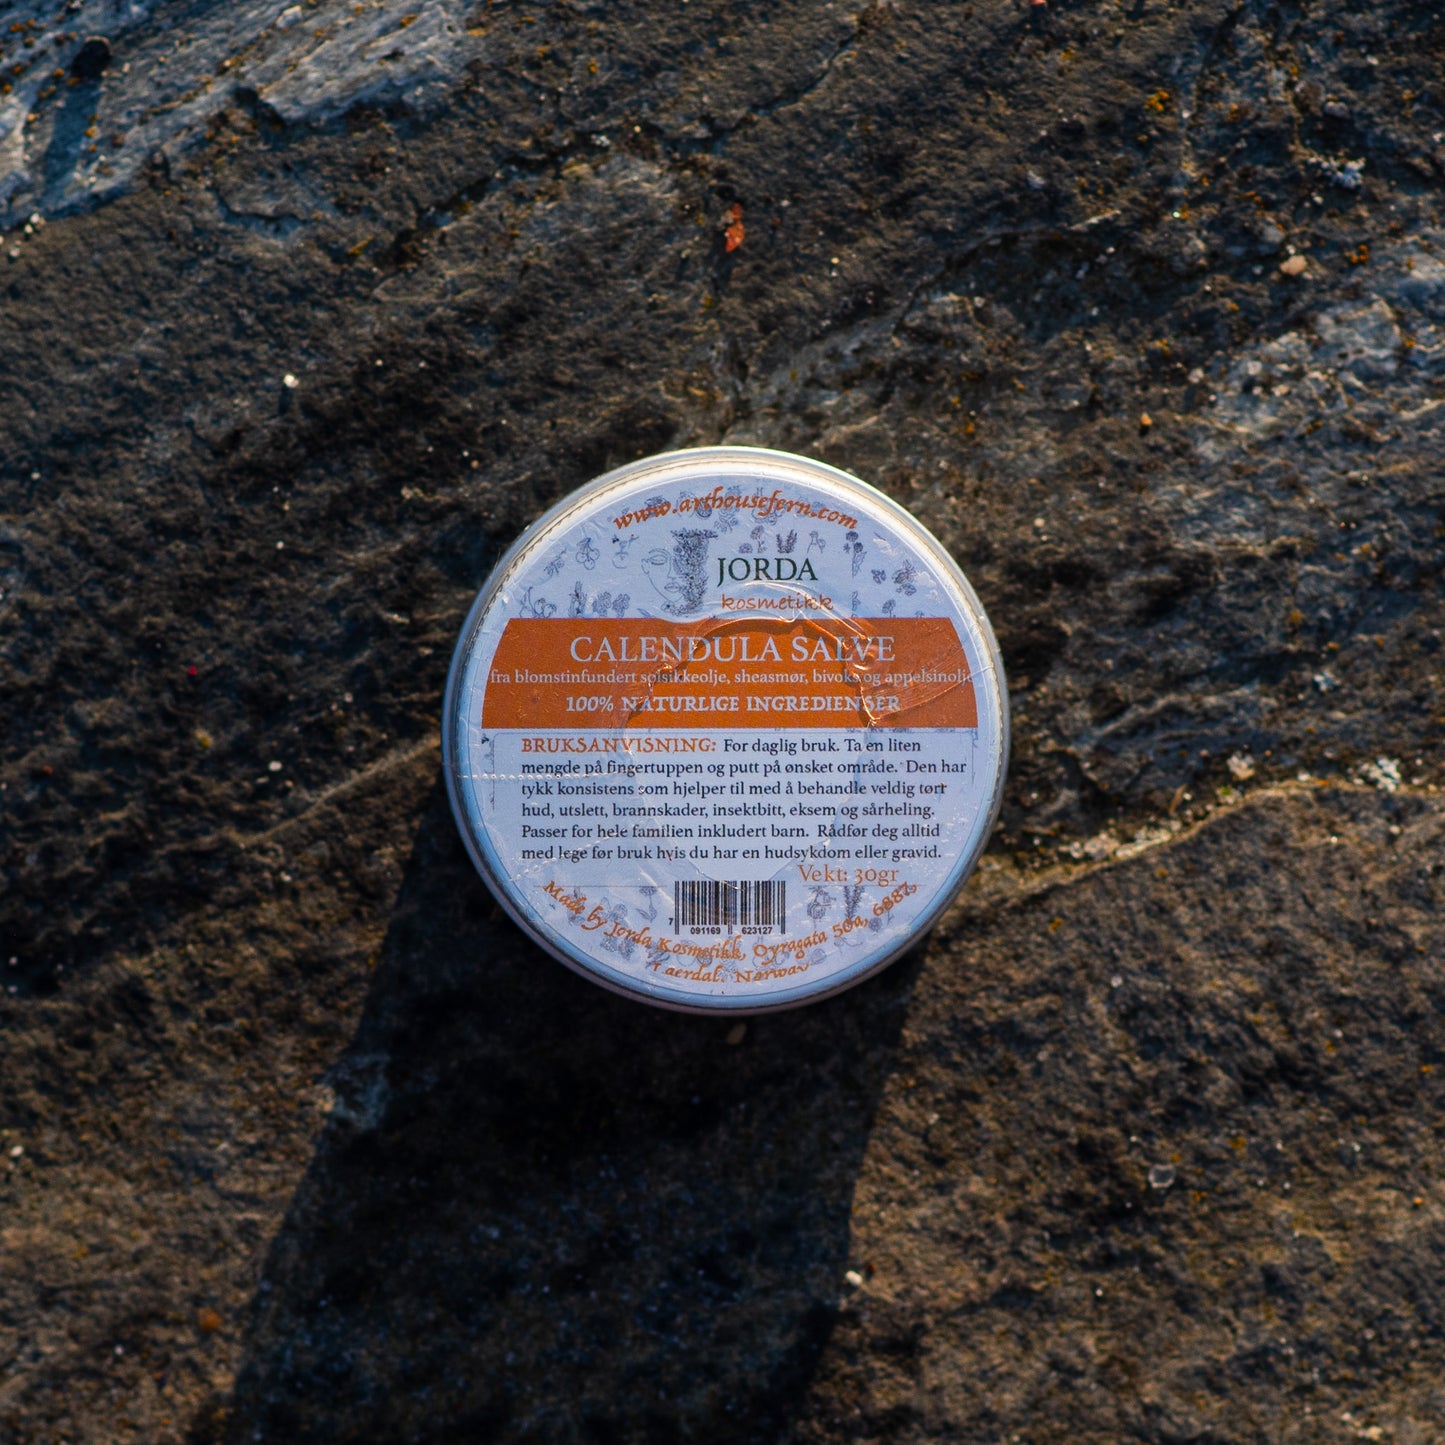 www.arthousefern.com
JORDA
kosmetikk
CALENDULA SALVE
fra blomstinfundert solsikkeolje, sheasmør, bivoks og appelsinolje
100% NATURLIGE INGREDIENSER
BRUKSANVISNING: For daglig bruk. Ta en liten
mengde på fingertuppen og putt på ønsket område. Den har
tykk konsistens som hjelper til med å behandle veldig tørr
hud, utslett, brannskader, insektbitt, eksem og sårheling.
Passer for hele familien inkludert barn. Rådfør deg alltid
med lege før bruk hvis du har en hudsykdom eller gravid.
Vekt: 30gr
7 091169 623127
Made by Jorda Kosmetikk, Øyragata 50a, 6887,
Laerdal, Norway